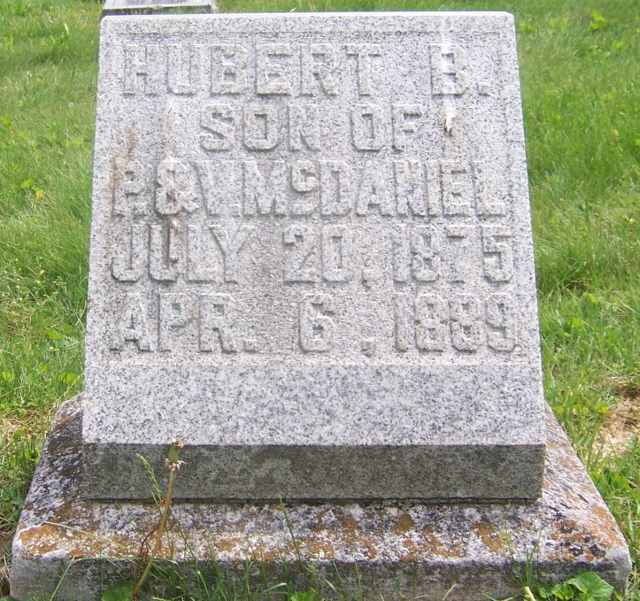 HUBERT B.
SON OF
P. & V. McDANIEL
JULY 20, 1875
APR. 6, 1889